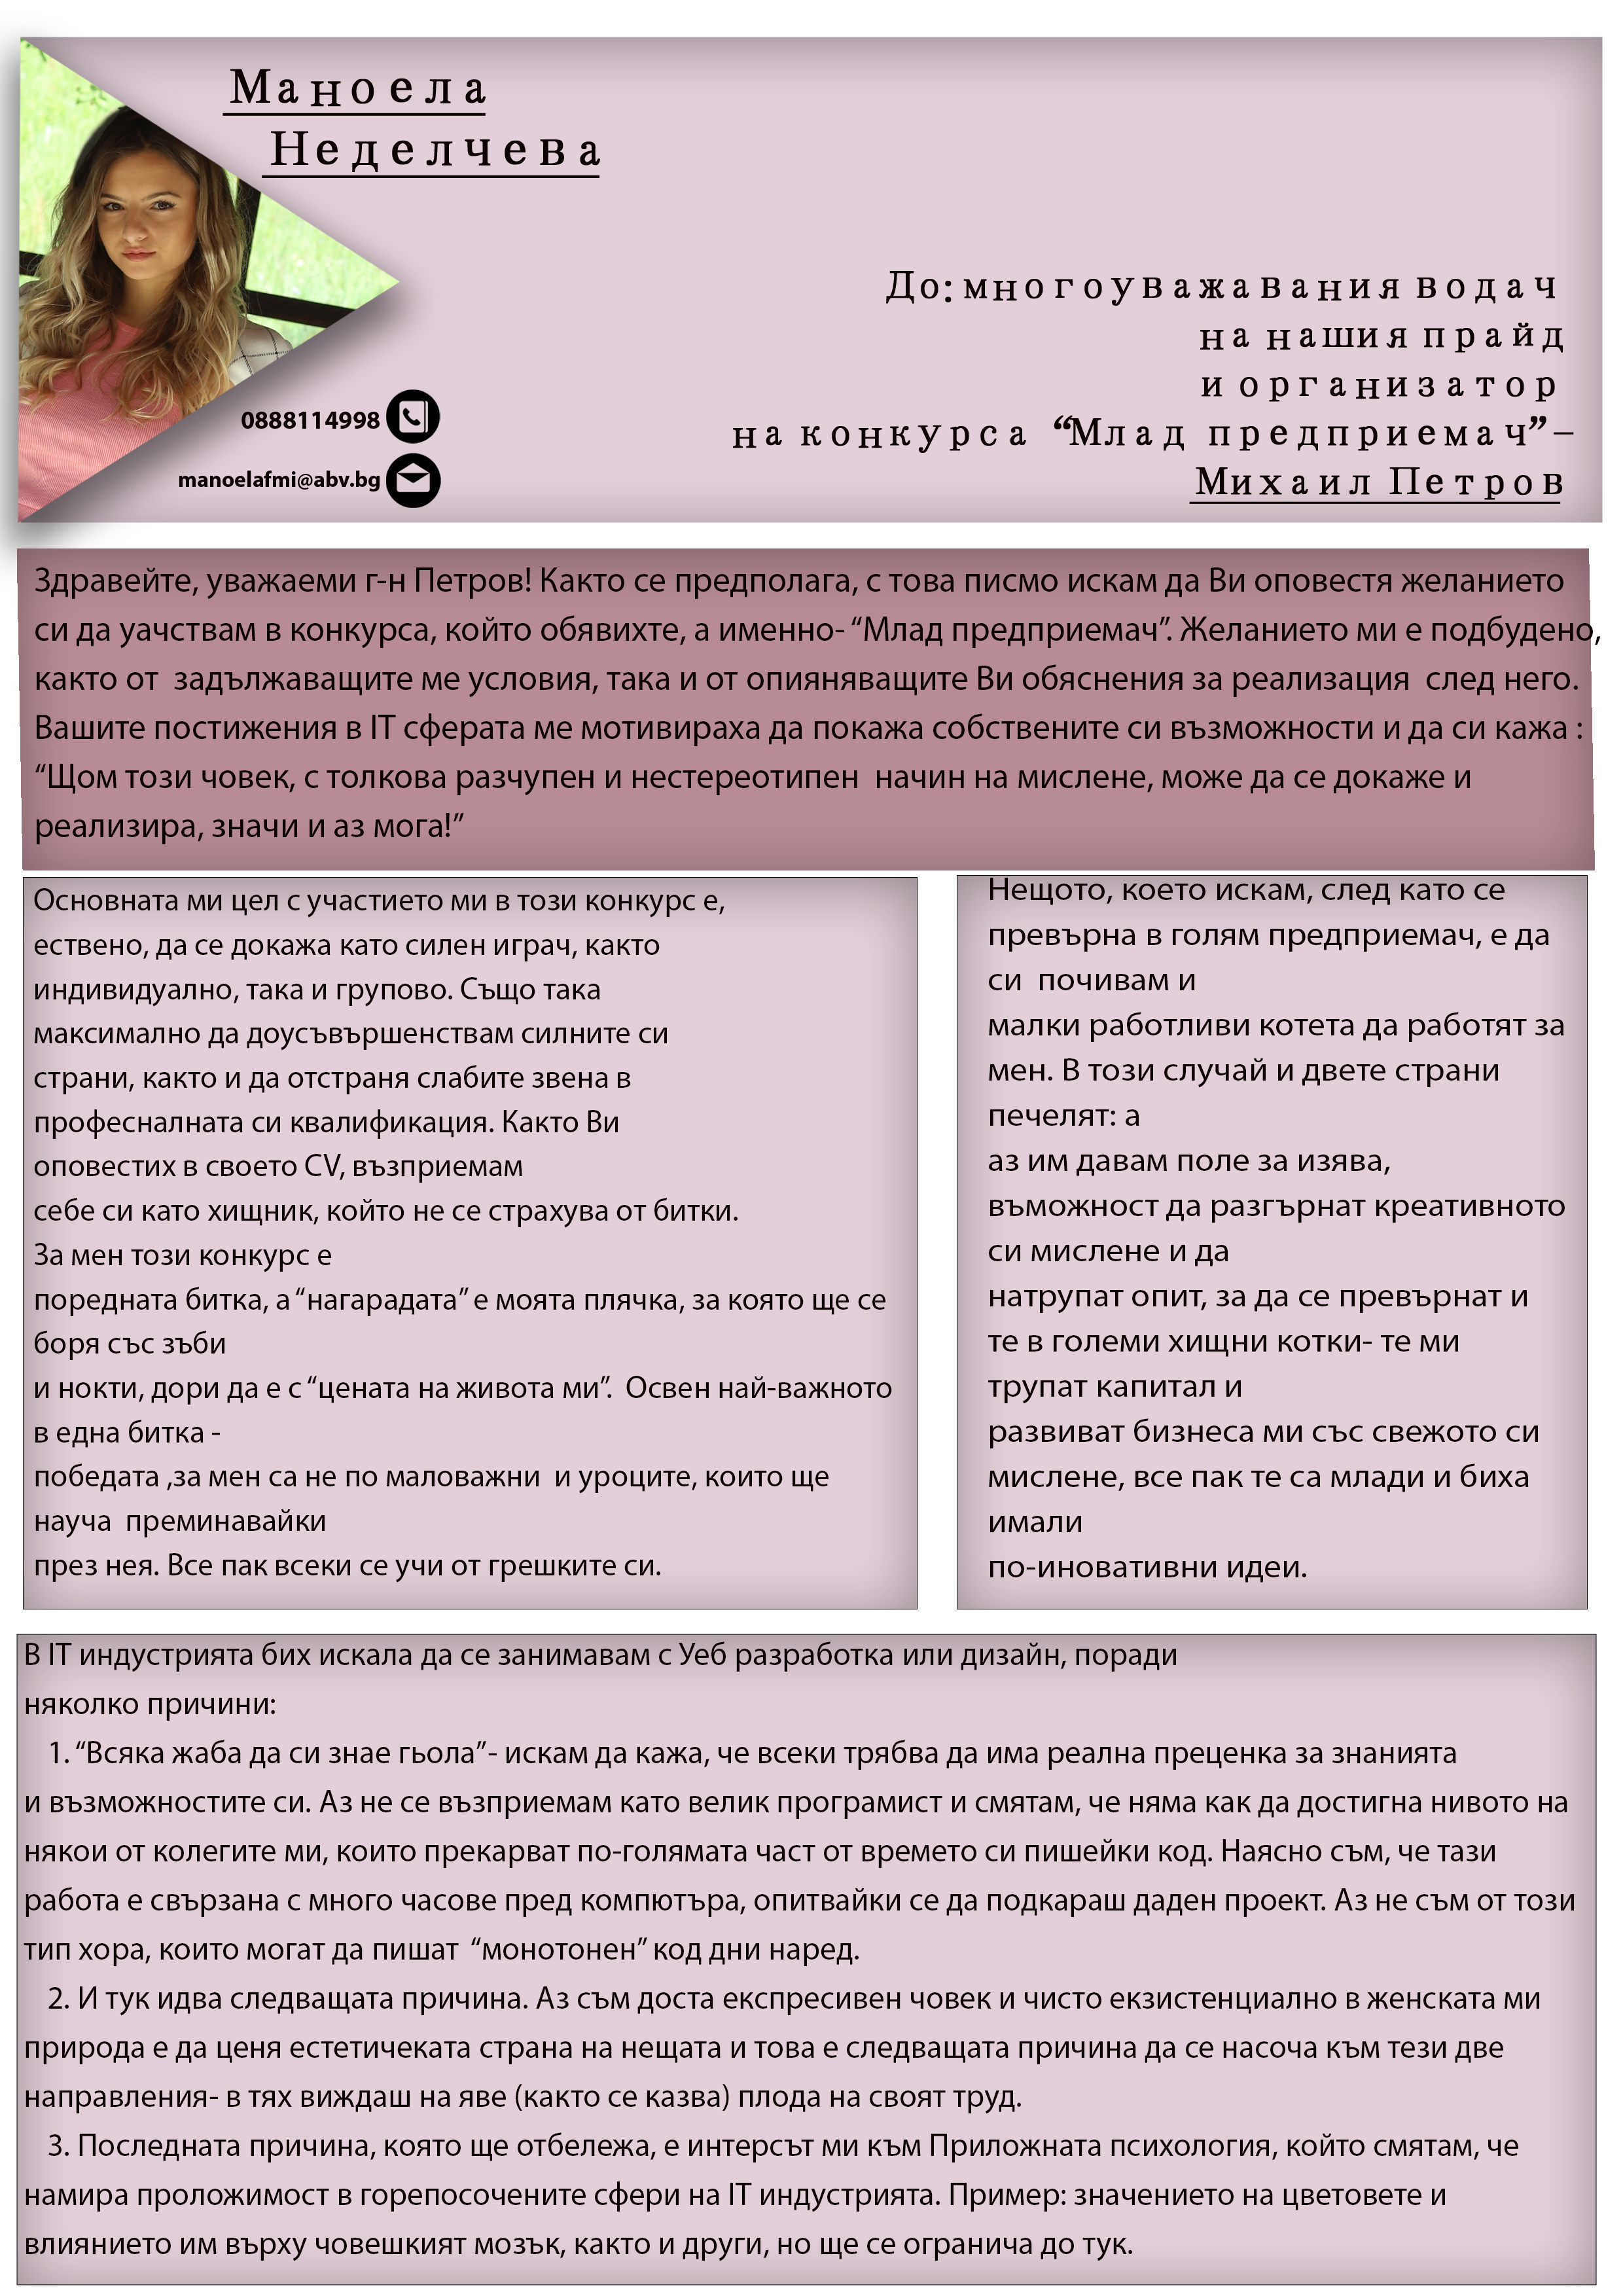 Маноела
Неделчева
0888114998
manoelafmi@abv.bg
До: многоуважавания водач
на нашия прайд
и организатор
на конкурса “Млад предприемач” –
Михаил Петров
Здравейте, уважаеми г-н Петров! Както се предполага, с това писмо искам да Ви оповестя желанието
си да уачствам в конкурса, който обявихте, а именно- “Млад предприемач”. Желанието ми е подбудено,
както от задължаващите ме условия, така и от опияняващите Ви обяснения за реализация след него.
Вашите постижения в IT сферата ме мотивираха да покажа собствените си възможности и да си кажа :
“Щом този човек, с толкова разчупен и нестереотипен начин на мислене, може да се докаже и
реализира, значи и аз мога!”
Основната ми цел с участието ми в този конкурс е,
ествено, да се докажа като силен играч, както
индивидуално, така и групово. Също така
максимално да доусъвършенствам силните си
страни, както и да отстраня слабите звена в
професналната си квалификация. Както Ви
оповестих в своето CV, възприемам
себе си като хищник, който не се страхува от битки.
За мен този конкурс е
поредната битка, а “нагарадата” е моята плячка, за която ще се
боря със зъби
и нокти, дори да е с “цената на живота ми”. Освен най-важното
в една битка -
победата ,за мен са не по маловажни и уроците, които ще
науча преминавайки
през нея. Все пак всеки се учи от грешките си.
Нещото, което искам, след като се
превърна в голям предприемач, е да
си почивам и
малки работливи котета да работят за
мен. В този случай и двете страни
печелят: а
аз им давам поле за изява,
въможност да разгърнат креативното
си мислене и да
натрупат опит, за да се превърнат и
те в големи хищни котки- те ми
трупат капитал и
развиват бизнеса ми със свежото си
мислене, все пак те са млади и биха
имали
по-иновативни идеи.
В IT индустрията бих искала да се занимавам с Уеб разработка или дизайн, поради
няколко причини:
1. “Всяка жаба да си знае гьола”- искам да кажа, че всеки трябва да има реална преценка за знанията
и възможностите си. Аз не се възприемам като велик програмист и смятам, че няма как да достигна нивото на
някои от колегите ми, които прекарват по-голямата част от времето си пишейки код. Наясно съм, че тази
работа е свързана с много часове пред компютъра, опитвайки се да подкараш даден проект. Аз не съм от този
тип хора, които могат да пишат “монотонен” код дни наред.
2. И тук идва следващата причина. Аз съм доста експресивен човек и чисто екзистенциално в женската ми
природа е да ценя естетичеката страна на нещата и това е следващата причина да се насоча към тези две
направления- в тях виждаш на яве (както се казва) плода на своят труд.
3. Последната причина, която ще отбележа, е интерсът ми към Приложната психология, който смятам, че
намира проложимост в горепосочените сфери на IT индустрията. Пример: значението на цветовете и
влиянието им върху човешкият мозък, както и други, но ще се огранича до тук.